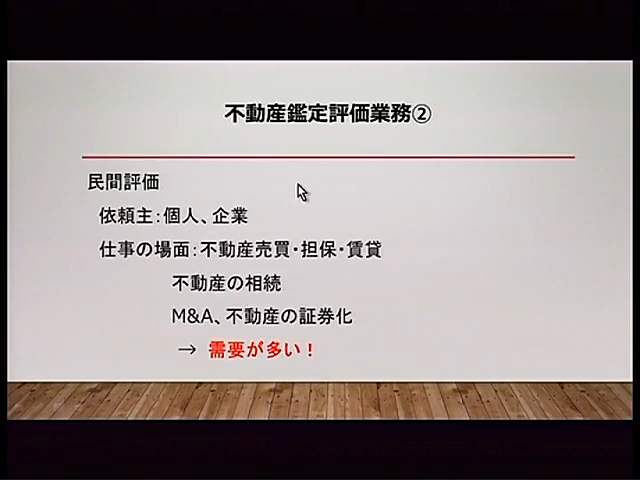 不動産鑑定評価業務②
民間評価
依頼主：個人、企業
仕事の場面：不動産売買・担保・賃貸
不動産の相続
M&A、不動産の証券化
→ 需要が多い！